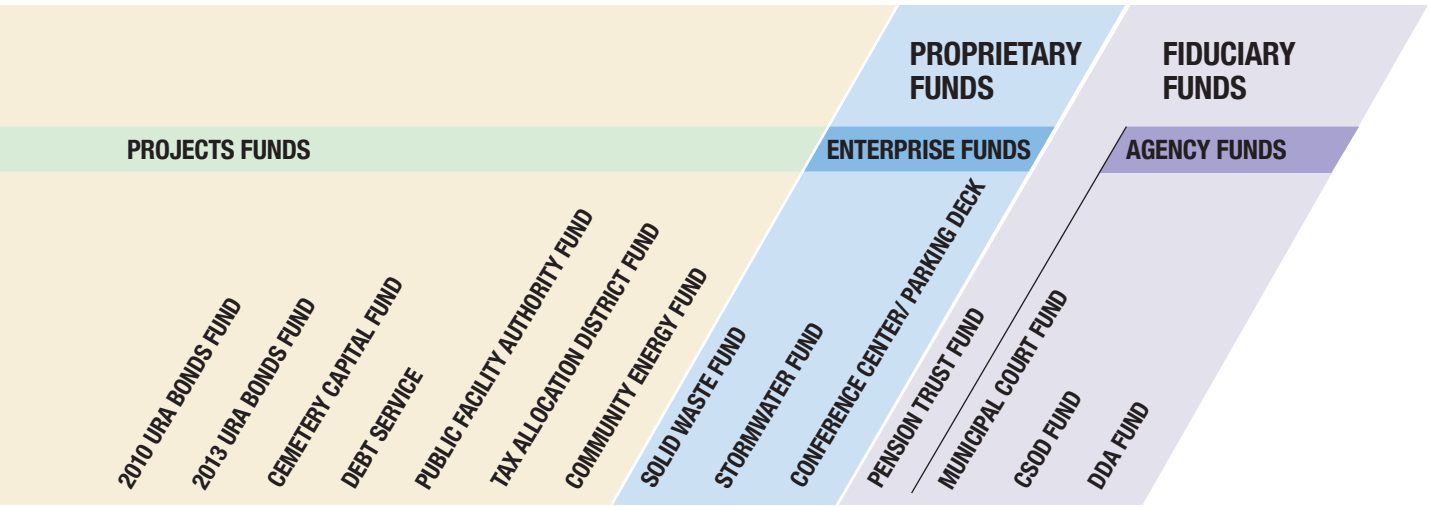 PROPRIETARY
FUNDS
FIDUCIARY
FUNDS
PROJECTS FUNDS
ENTERPRISE FUNDS
AGENCY FUNDS
2010 URA BONDS FUND
2013 URA BONDS FUND
CEMETERY CAPITAL FUND
DEBT SERVICE
PUBLIC FACILITY AUTHORITY FUND
TAX ALLOCATION DISTRICT FUND
COMMUNITY ENERGY FUND
SOLID WASTE FUND
STORMWATER FUND
CONFERENCE CENTER/ PARKING DECK
PENSION TRUST FUND
MUNICIPAL COURT FUND
CSOD FUND
DDA FUND